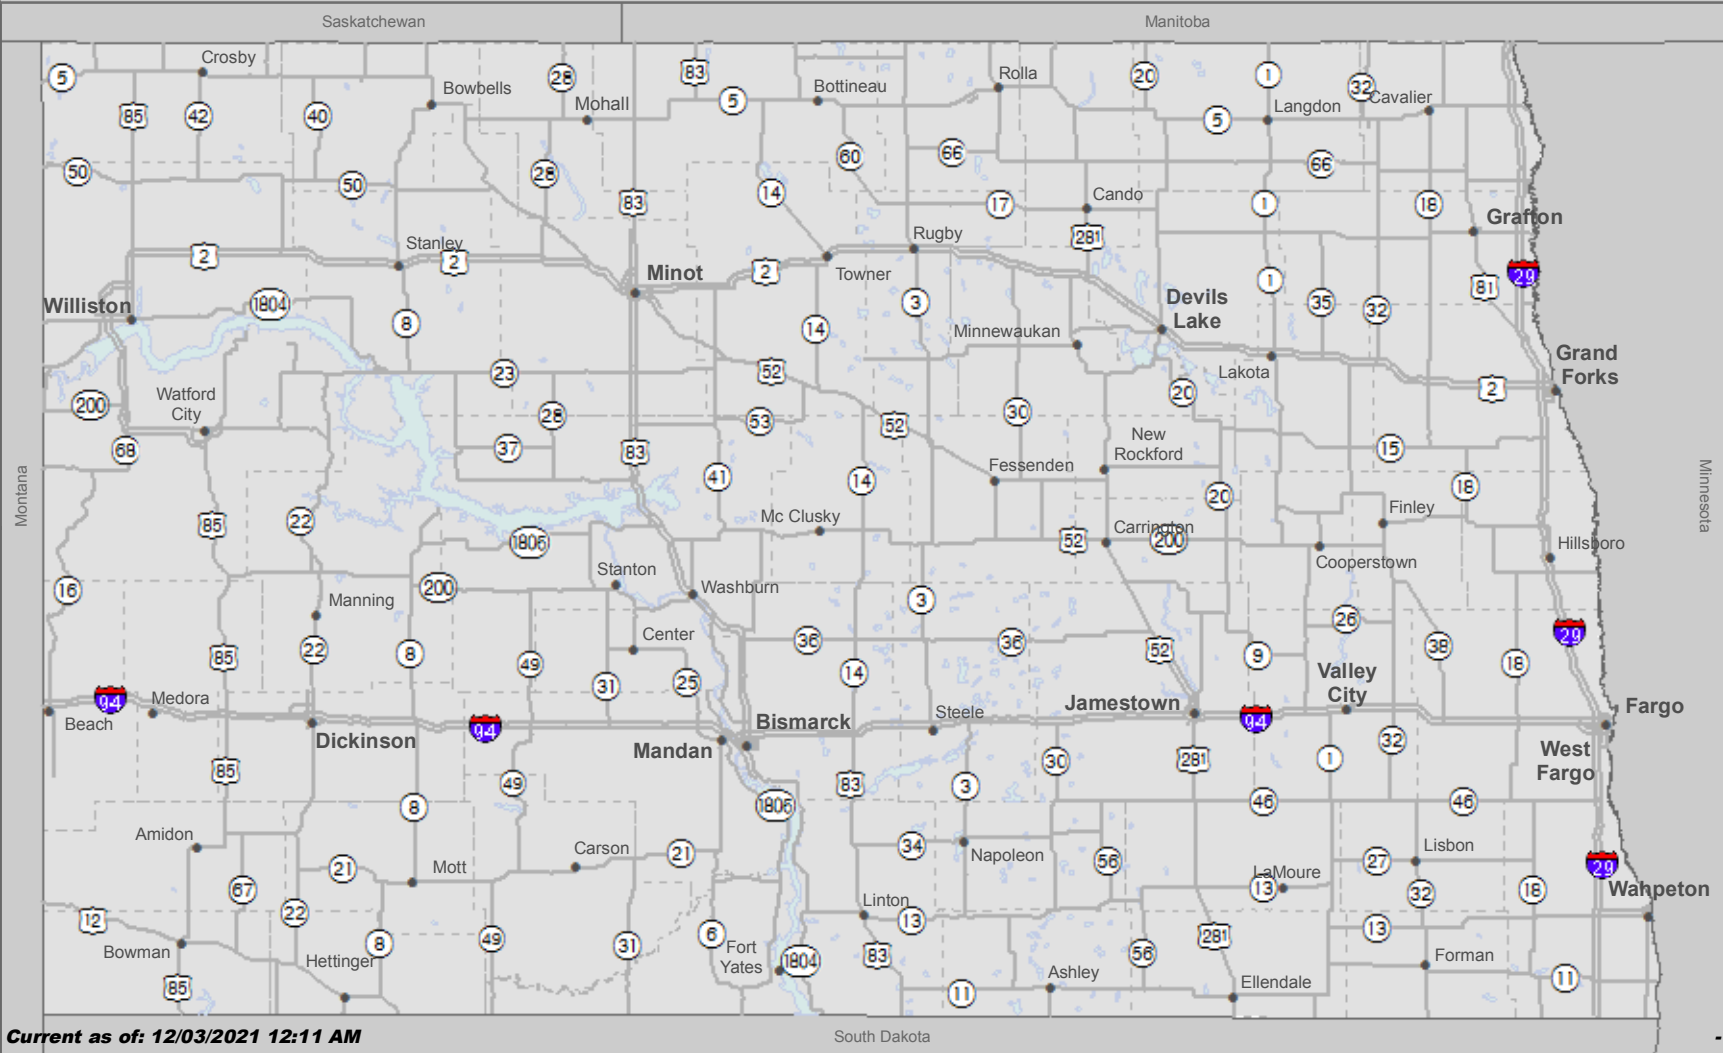 Saskatchewan
Manitoba
Crosby
5
Bowbells
28
83
Bottineau
Rolla
20
1
32
Cavalier
85
42
40
Mohall
5
5
Langdon
50
50
28
60
66
66
14
83
17
Cando
1
18
Grafton
281
Rugby
2
Stanley
2
Minot
2
Towner
29
81
1
Williston
1804
8
3
14
Minnewaukan
Devils
Lake
35
32
Grand
Forks
23
52
Lakota
2
200
Watford
City
28
53
52
30
20
68
37
83
New
Rockford
15
41
14
Fessenden
20
18
85
22
1806
Mc Clusky
52
Carrington
200
Finley
Hillsboro
Cooperstown
Montana
Minnesota
16
Manning
200
Stanton
Washburn
3
26
29
85
22
8
49
Center
31
25
36
36
14
52
9
38
18
94
Medora
Beach
Dickinson
94
Mandan
Bismarck
Steele
Jamestown
94
Valley
City
Fargo
West
Fargo
85
8
49
1806
83
3
30
281
1
32
46
46
Amidon
21
Mott
Carson
21
34
Napoleon
56
27
Lisbon
29
67
22
LaMoure
13
32
18
Wahpeton
12
Bowman
8
49
31
6
Fort
Yates
1804
Linton
13
83
281
13
56
Forman
85
Hettinger
11
Ashley
Ellendale
11
Current as of: 12/03/2021 12:11 AM
South Dakota
-